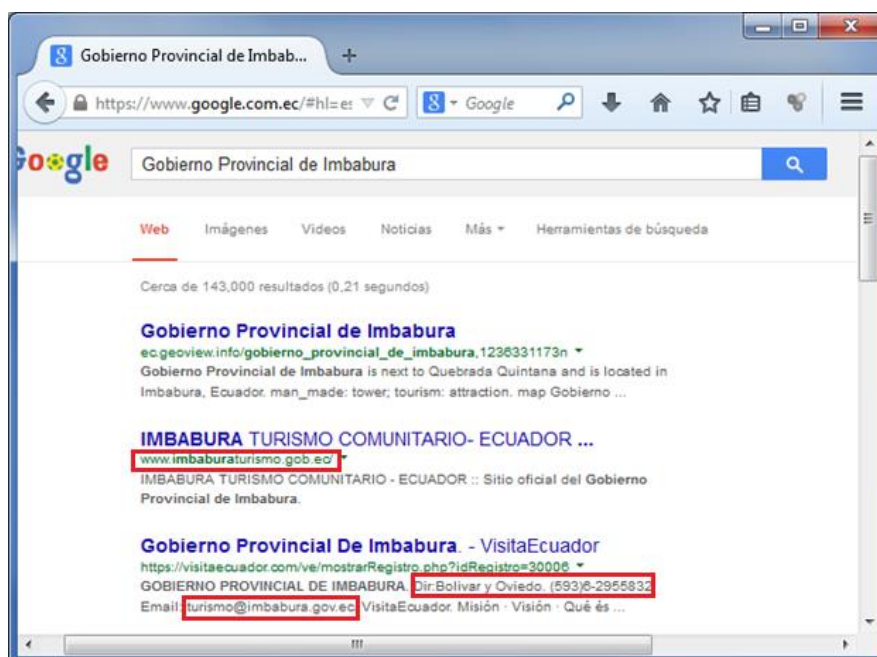 Gobierno Provincial de Imbab...
https://www.google.com.ec/#hl=es
Google
Google
Gobierno Provincial de Imbabura
Web Imágenes Videos Noticias Más Herramientas de búsqueda
Cerca de 143,000 resultados (0,21 segundos)
Gobierno Provincial de Imbabura
ec.geoview.info/gobierno_provincial_de_imbabura,1236331173n
Gobierno Provincial de Imbabura is next to Quebrada Quintana and is located in
Imbabura, Ecuador. man_made: tower; tourism: attraction. map Gobierno ...
IMBABURA TURISMO COMUNITARIO- ECUADOR ...
www.imbaburaturismo.gob.ec/
IMBABURA TURISMO COMUNITARIO - ECUADOR :: Sitio oficial del Gobierno
Provincial de Imbabura.
Gobierno Provincial De Imbabura. - VisitaEcuador
https://visitaecuador.com/ve/mostrarRegistro.php?idRegistro=30006
GOBIERNO PROVINCIAL DE IMBABURA. Dir:Bolivar y Oviedo. (593)6-2955832
Email: turismo@imbabura.gov.ec VisitaEcuador. Misión · Visión · Qué és ...